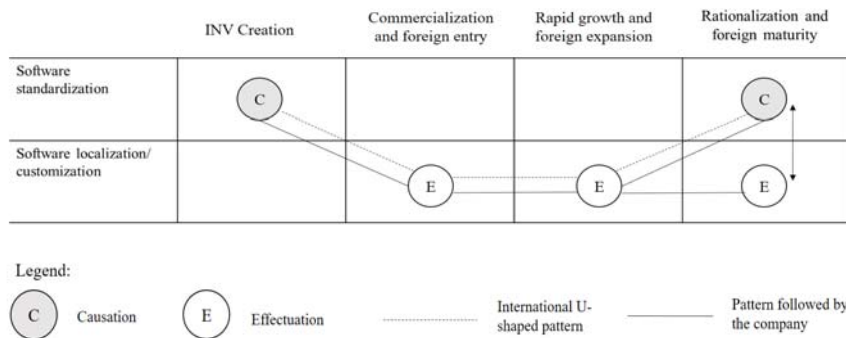 INV Creation
Commercialization
and foreign entry
Rapid growth and
foreign expansion
Rationalization and
foreign maturity
Software
standardization
C
C
Software localization/
customization
E
E
E
Legend:
C
Causation
E
Effectuation
International U-
shaped pattern
Pattern followed by
the company